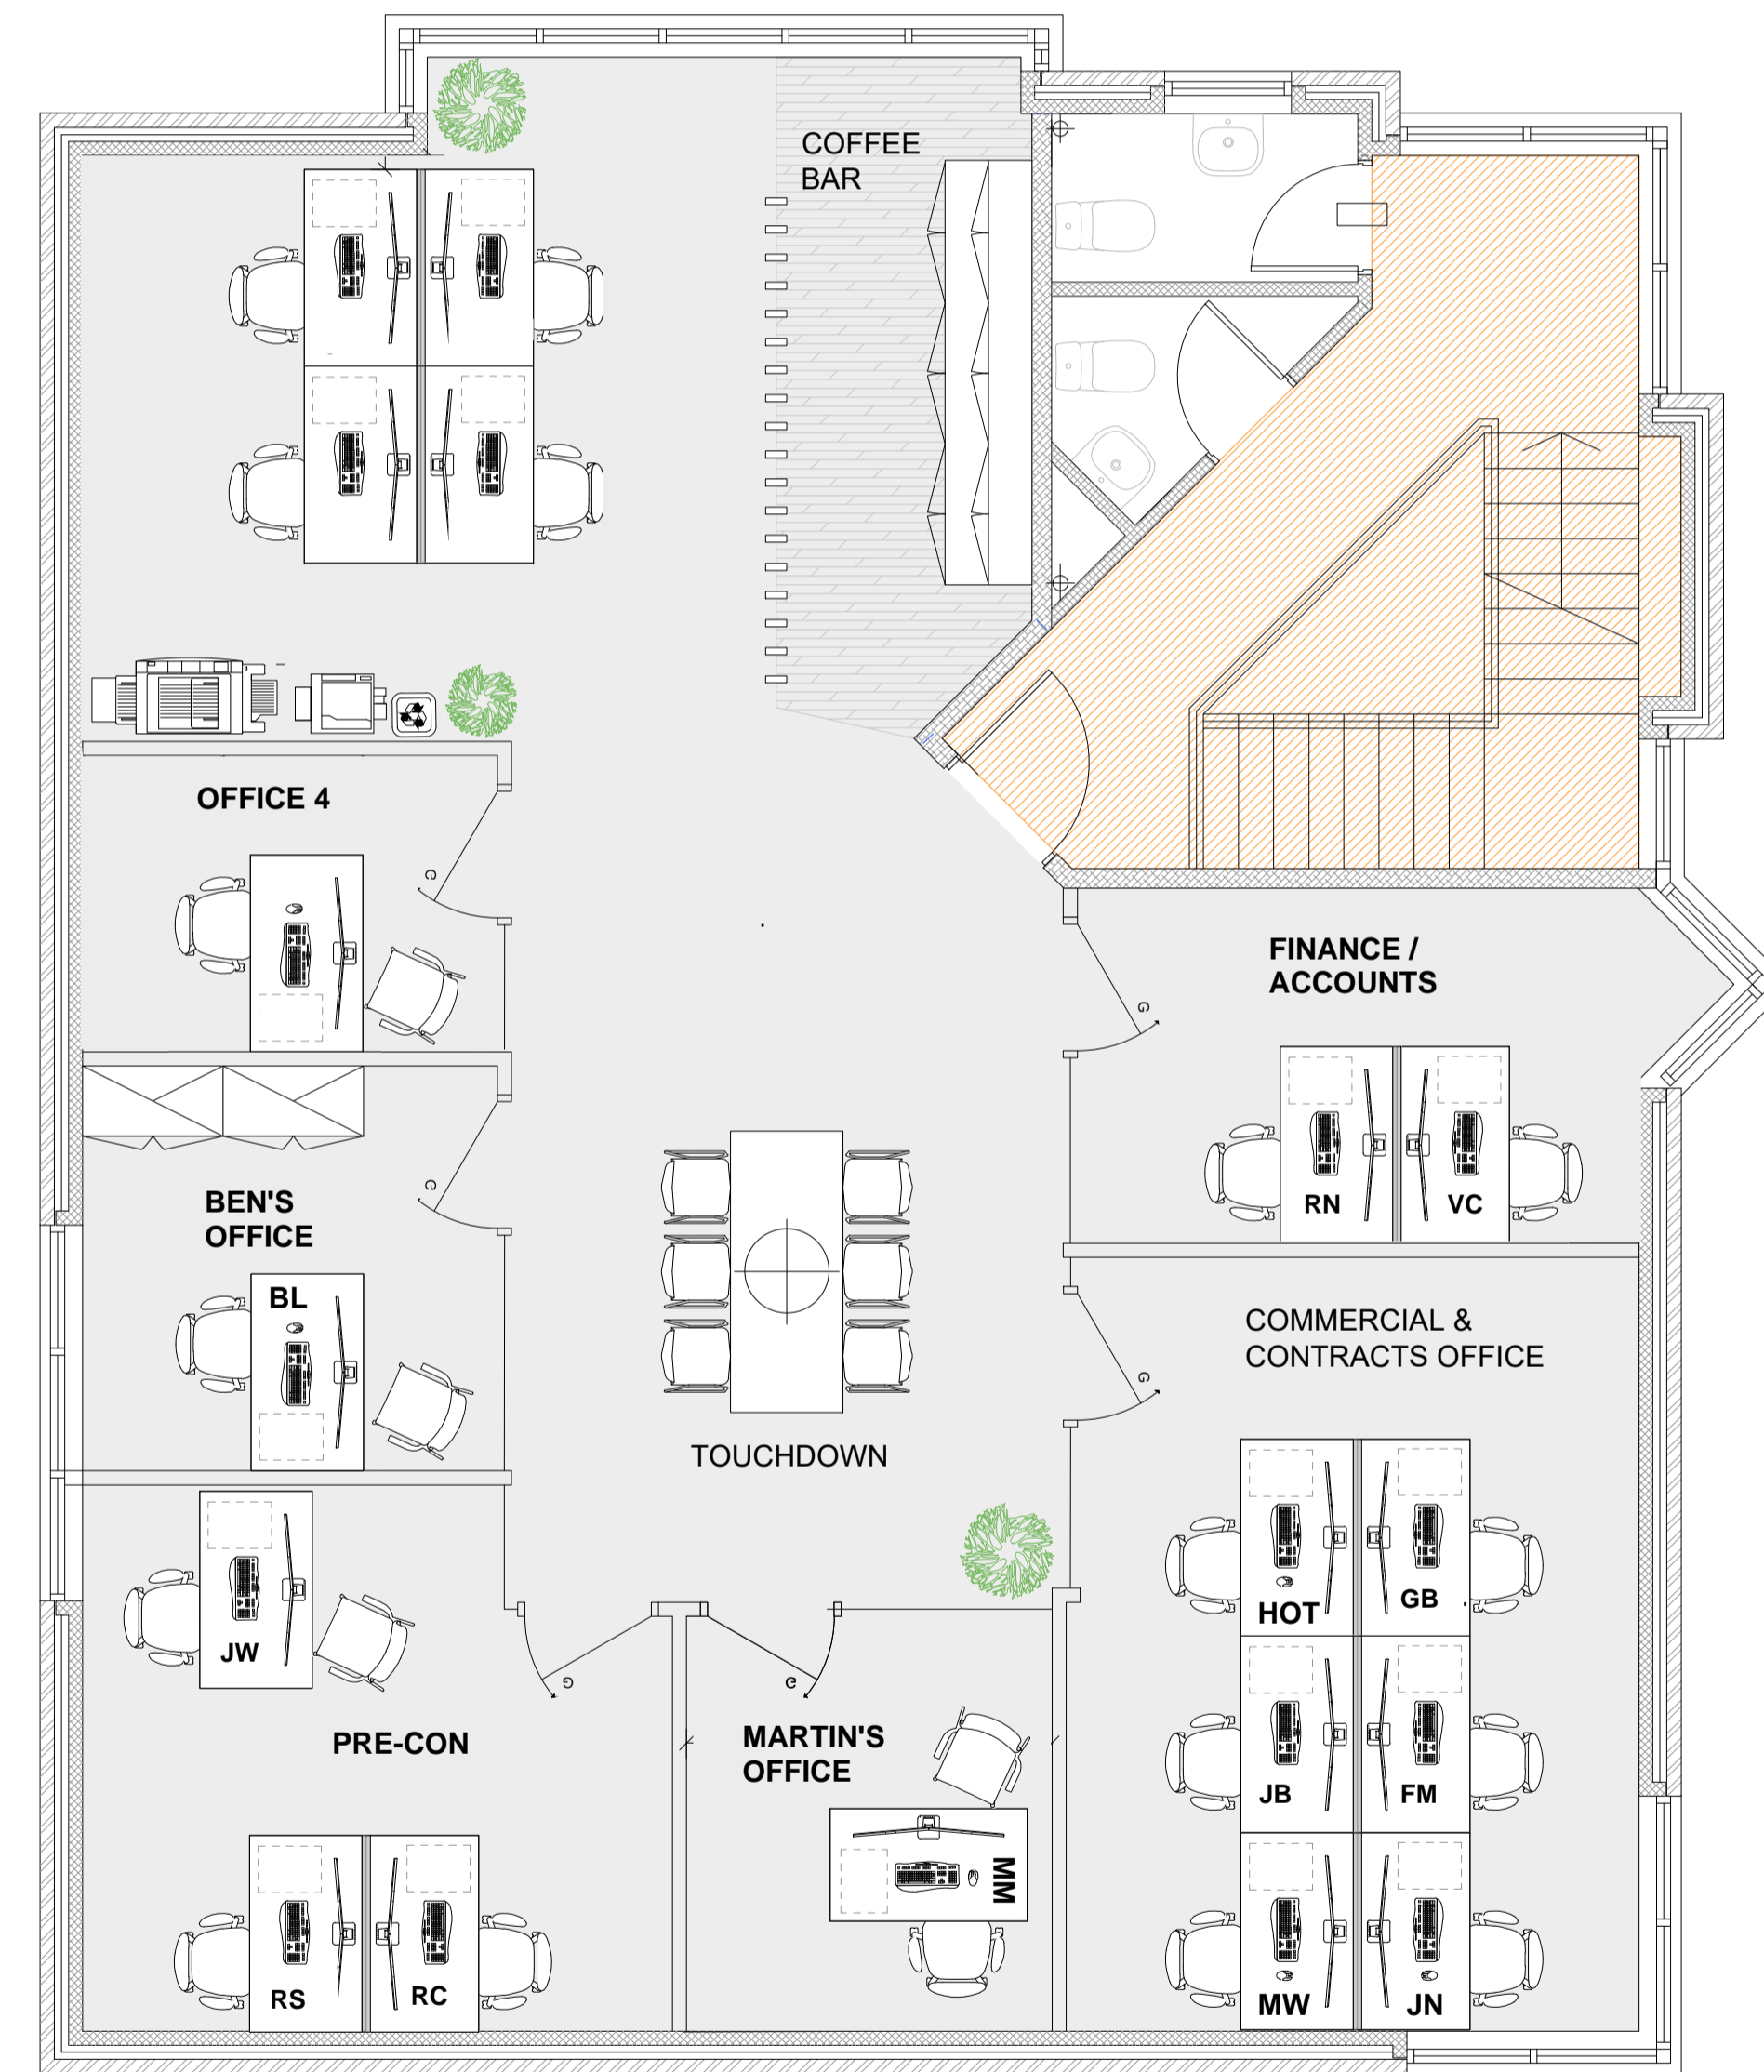 COFFEE
BAR
OFFICE 4
G
FINANCE /
ACCOUNTS
G
RN
VC
BEN'S
OFFICE
G
BL
COMMERCIAL &
CONTRACTS OFFICE
G
TOUCHDOWN
HOT
GB
JW
G
G
PRE-CON
MARTIN'S
OFFICE
JB
FM
MM
RS
RC
MW
JN